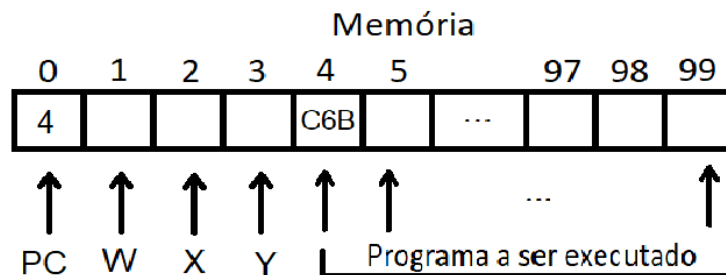 Memória
0 1 2 3 4 5 97 98 99
4 C6B ...
...
PC W X Y Programa a ser executado